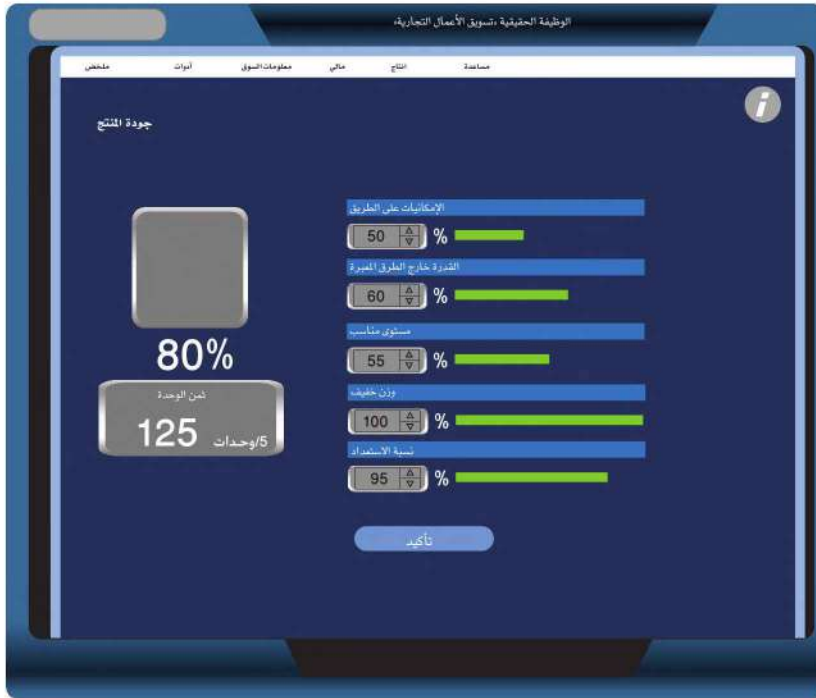 الوظيفة الحقيقية ،تسويق الأعمال التجارية،
مساعدة انتاج مالي معلومات السوق أدوات ملخص
جودة المنتج
الإمكانيات على الطريق
50 %
القدرة خارج الطرق المعبرة
60 %
مستوى مناسب
55 %
وزن خفيف
100 %
نسبة الاستعداد
95 %
80%
ثمن الوحدة
125 5/وحدات
تأكيد
i